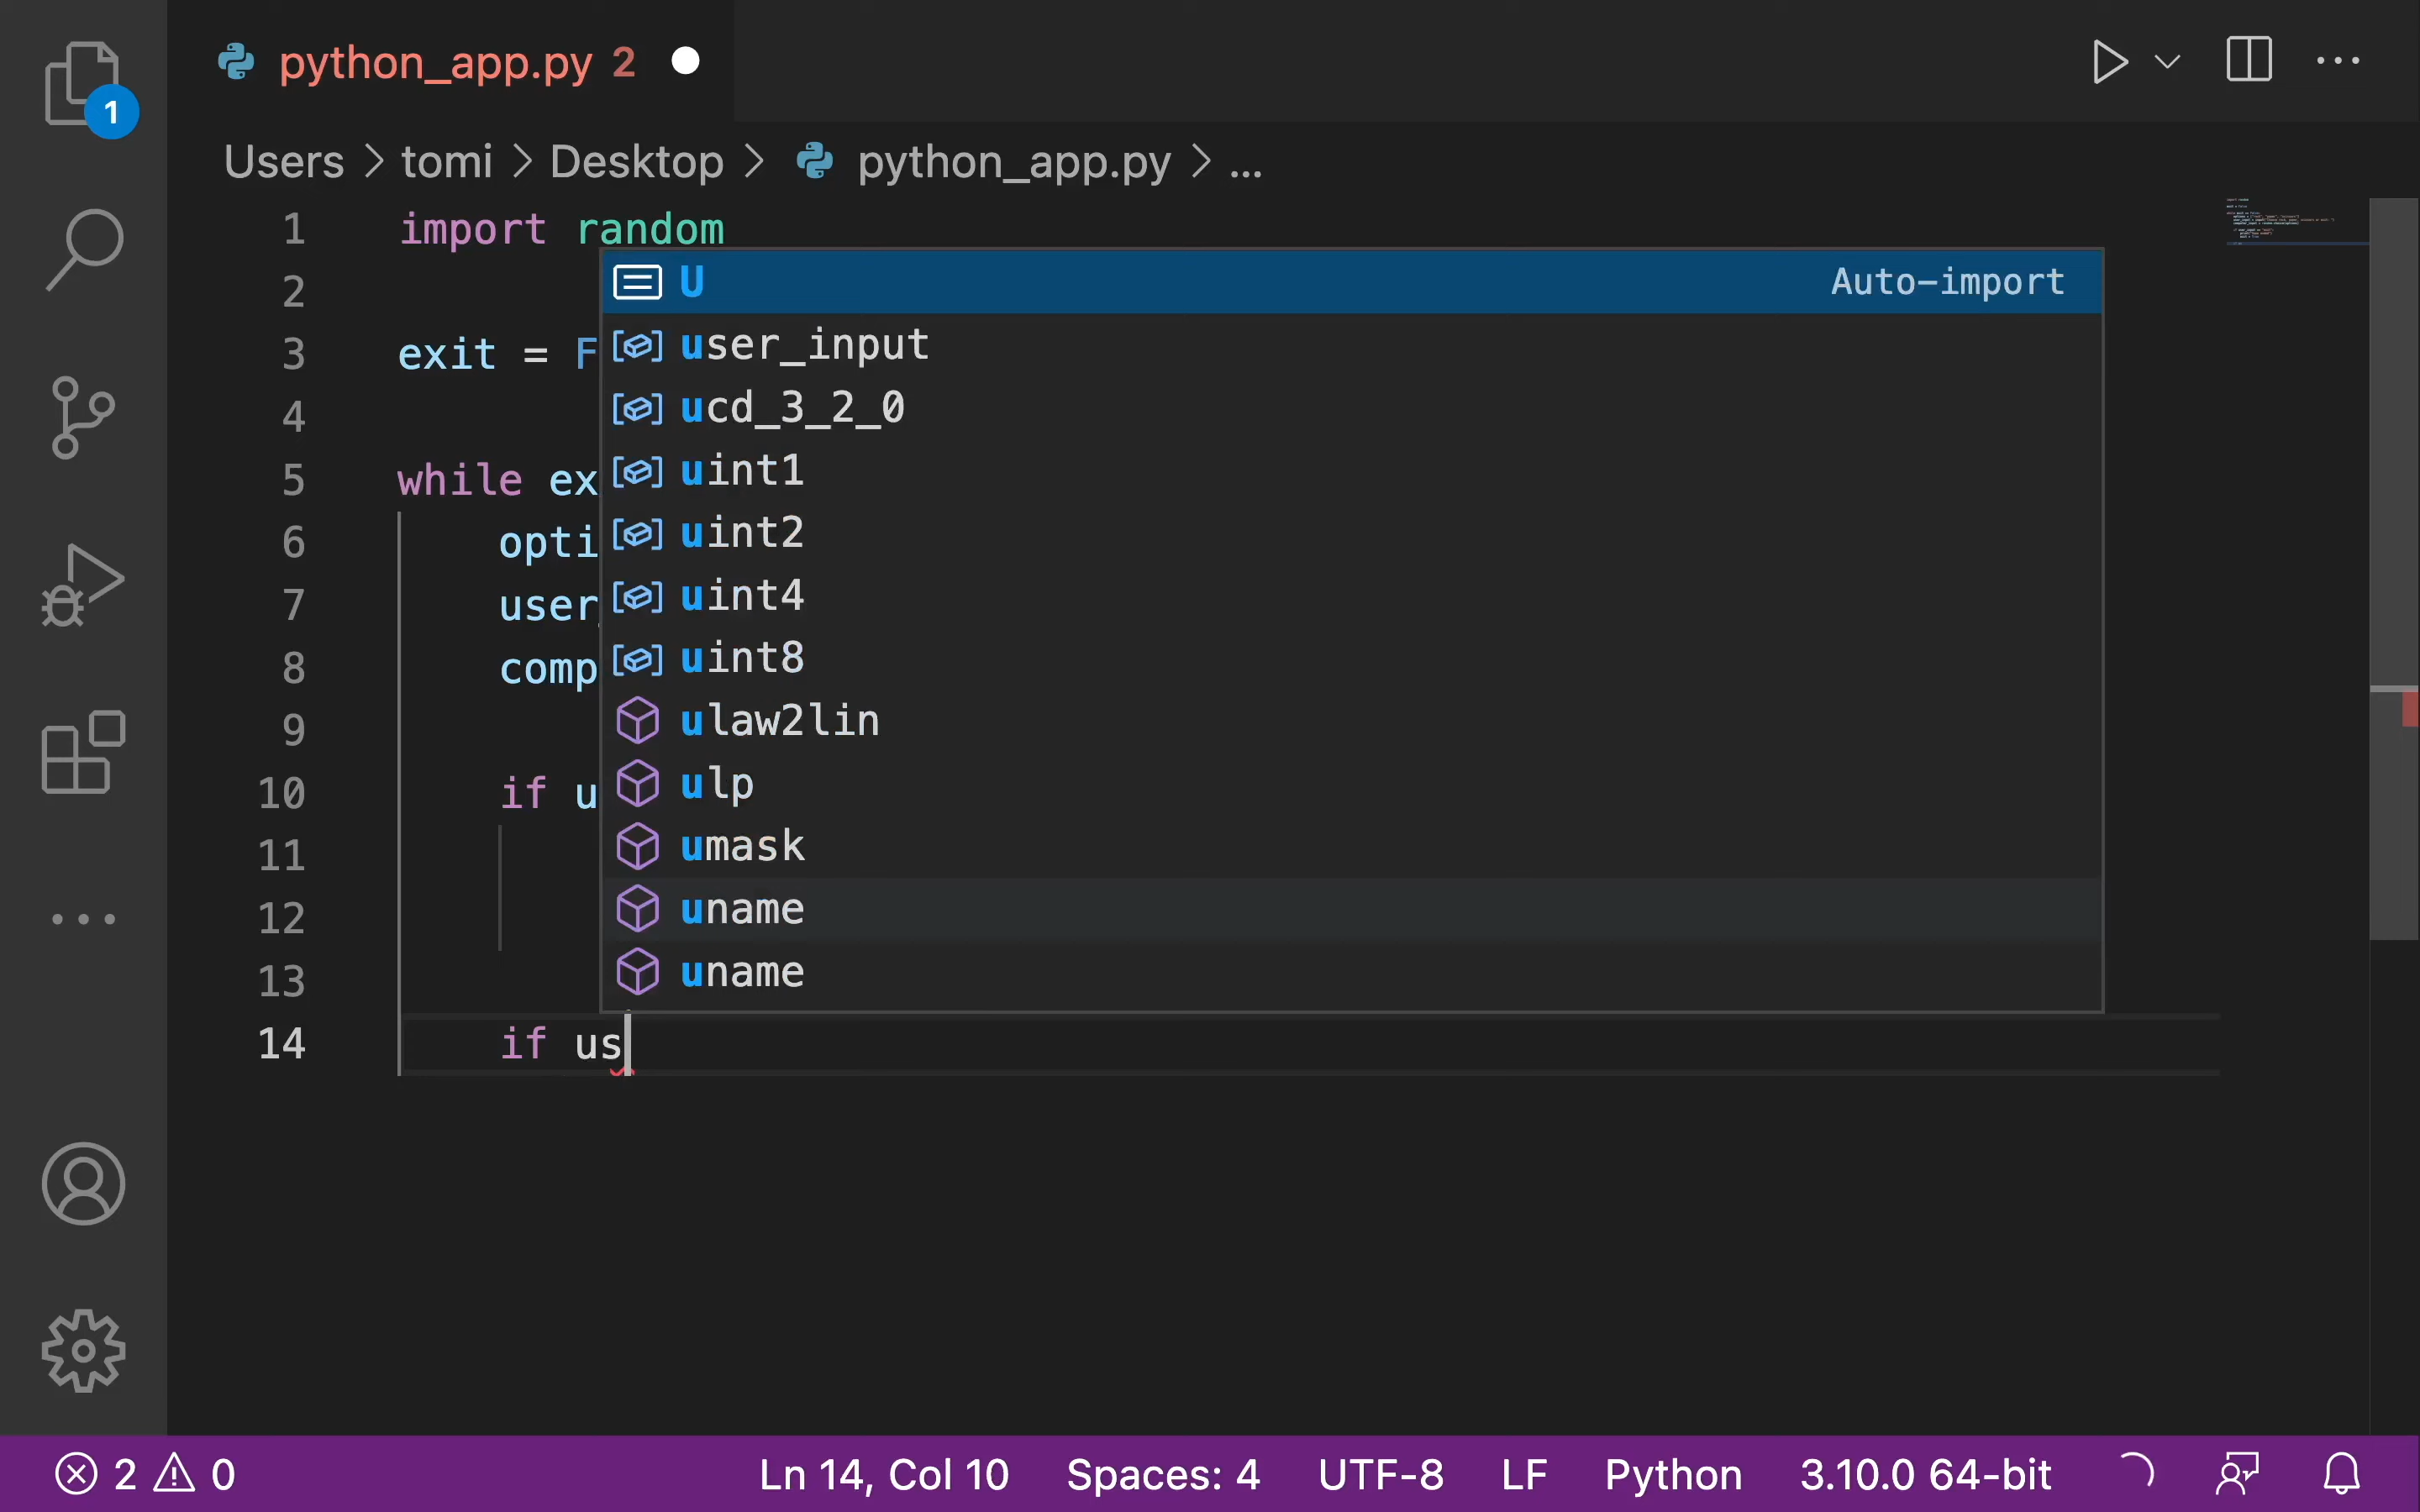 python_app.py 2
1
Users > tomi > Desktop > python_app.py > ...
1 import random
2
3 exit = F
4
5 while ex
6 opti
7 user_
8 comp
9
10 if u
11
12
13
14 if us
U Auto-import
user_input
ucd_3_2_0
uint1
uint2
uint4
uint8
ulaw2lin
ulp
umask
uname
uname
2 0 Ln 14, Col 10 Spaces: 4 UTF-8 LF Python 3.10.0 64-bit